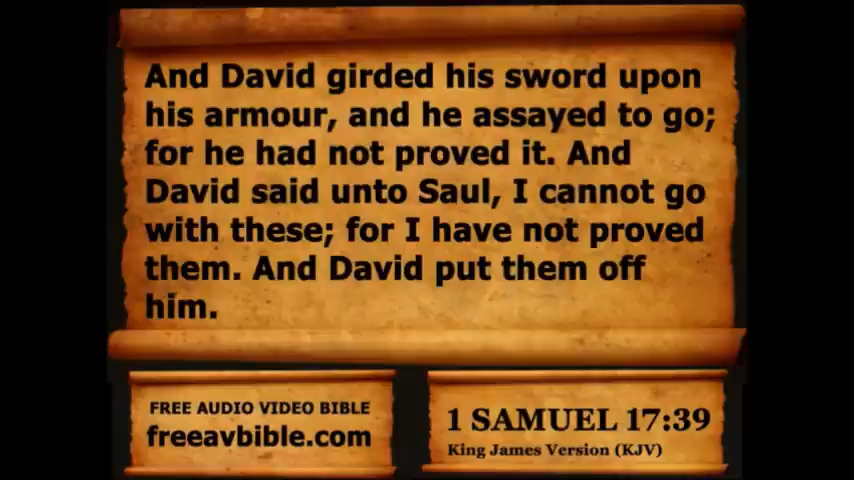 And David girded his sword upon
his armour, and he assayed to go;
for he had not proved it. And
David said unto Saul, I cannot go
with these; for I have not proved
them. And David put them off
him.
FREE AUDIO VIDEO BIBLE
freeavbible.com
1 SAMUEL 17:39
King James Version (KJV)